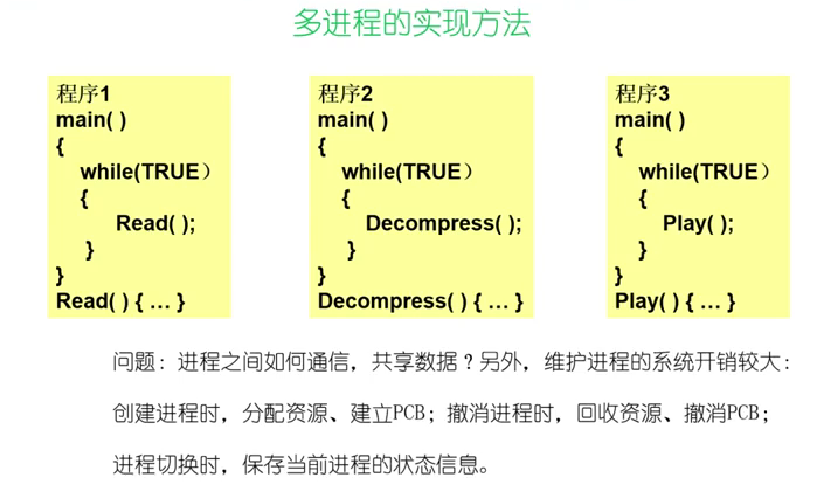 多进程的实现方法
程序1
main( )
{
while(TRUE）
{
Read( );
}
}
Read( ) { … }
程序2
main( )
{
while(TRUE）
{
Decompress( );
}
}
Decompress( ) { … }
程序3
main( )
{
while(TRUE）
{
Play( );
}
}
Play( ) { … }
问题：进程之间如何通信，共享数据？另外，维护进程的系统开销较大：
创建进程时，分配资源、建立PCB；撤消进程时，回收资源、撤消PCB；
进程切换时，保存当前进程的状态信息。